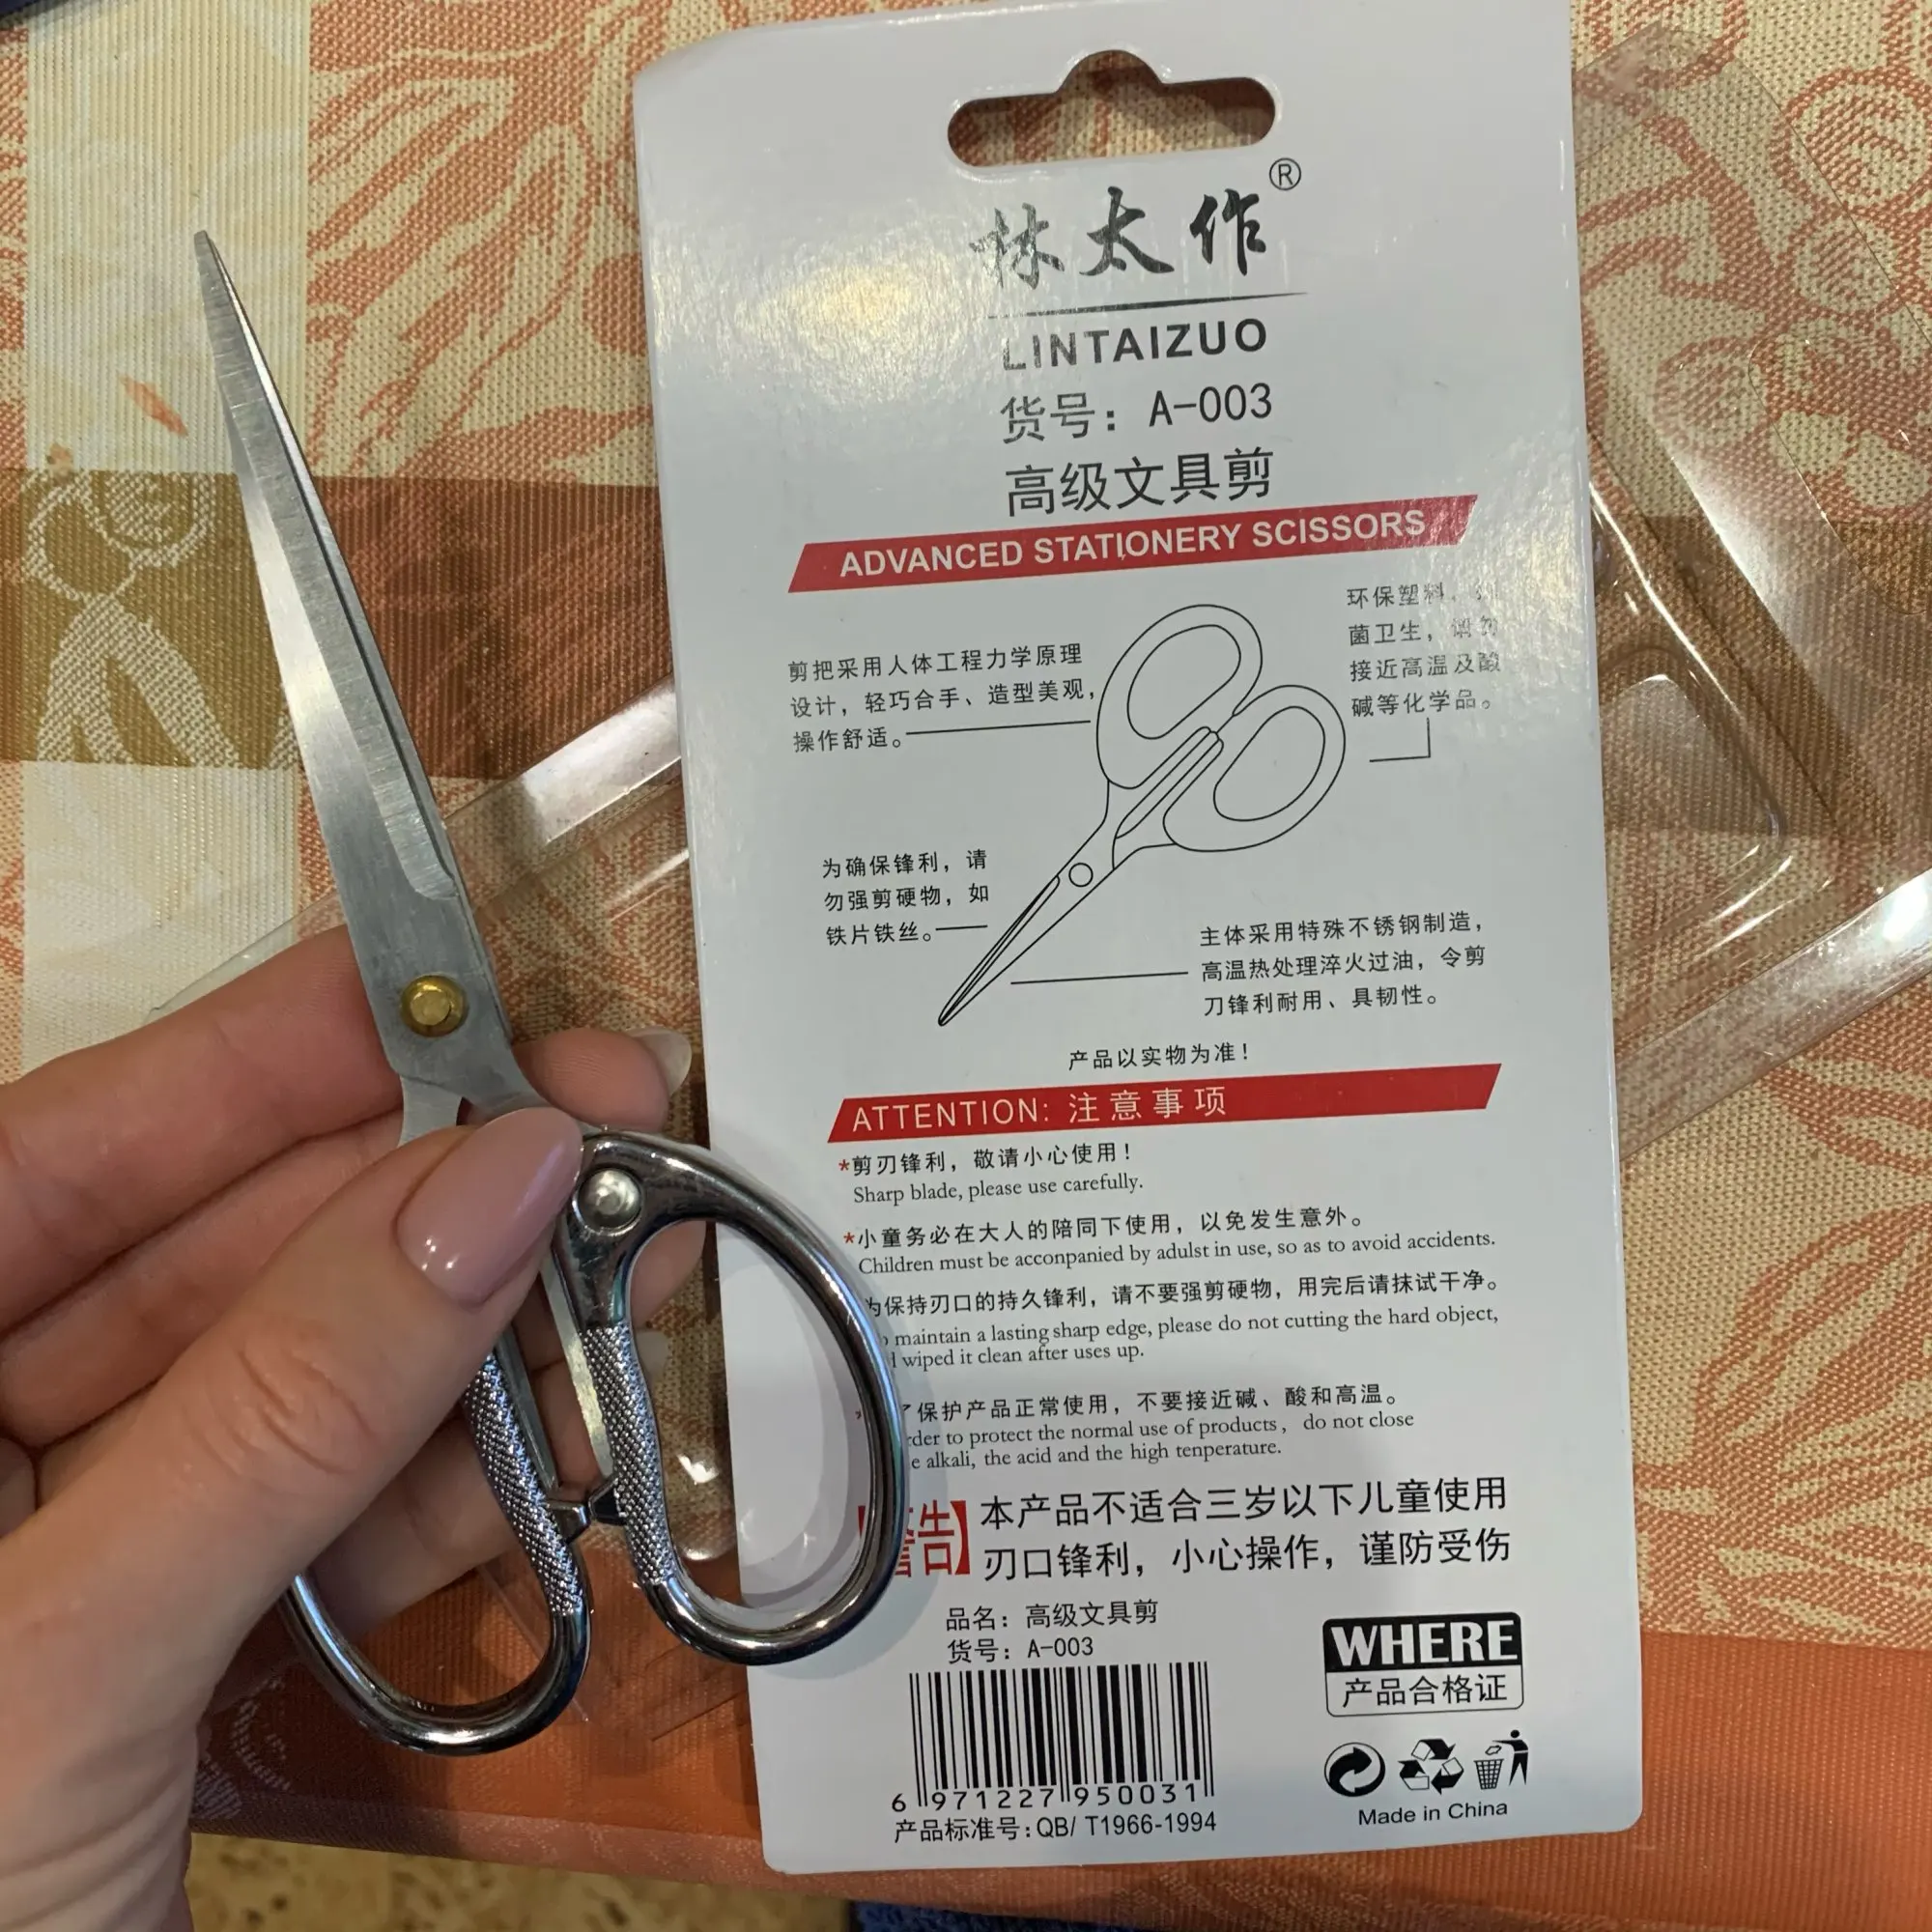 林太作®
LINTAIZUO
货号：A-003
高级文具剪
ADVANCED STATIONERY SCISSORS
剪把采用人体工程力学原理
设计，轻巧合手、造型美观，
操作舒适。
环保塑料，
菌卫生，请勿
接近高温及酸
碱等化学品。
为确保锋利，请
勿强剪硬物，如
铁片铁丝。
主体采用特殊不锈钢制造，
高温热处理淬火过油，令剪
刀锋利耐用、具韧性。
产品以实物为准！
ATTENTION: 注意事项
*剪刃锋利，敬请小心使用！
Sharp blade, please use carefully.
*小童务必在大人的陪同下使用，以免发生意外。
Children must be acconpanied by adulst in use, so as to avoid accidents.
为保持刃口的持久锋利，请不要强剪硬物，用完后请抹试干净。
maintain a lasting sharp edge, please do not cutting the hard object,
wiped it clean after uses up.
保护产品正常使用，不要接近碱、酸和高温。
to protect the normal use of products, do not close
alkali, the acid and the high tenperature.
告】本产品不适合三岁以下儿童使用
刃口锋利，小心操作，谨防受伤
品名：高级文具剪
货号：A-003
6 971227 950031
产品标准号:QB/ T1966-1994
WHERE
产品合格证
Made in China